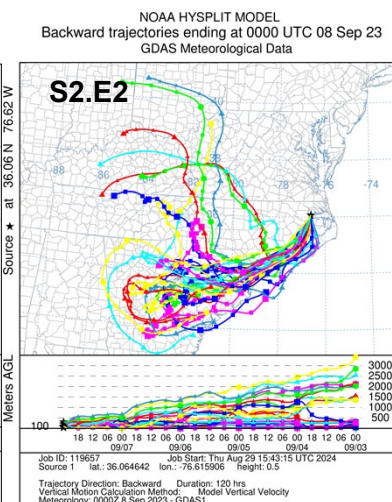 NOAA HYSPLIT MODEL
Backward trajectories ending at 0000 UTC 08 Sep 23
GDAS Meteorological Data
S2.E2
Source ★ at 36.06 N 76.62 W
88 86 84 82 78 76 -74
38
Meters AGL
100
3000
2500
2000
1500
1000
500
18 12 06 00 18 12 06 00 18 12 06 00 18 12 06 00 18 12 06 00
09/07 09/06 09/05 09/04 09/03
Job ID: 119657 Job Start: Thu Aug 29 15:43:15 UTC 2024
Source 1 lat.: 36.064642 lon.: -76.615906 height: 0.5
Trajectory Direction: Backward Duration: 120 hrs
Vertical Motion Calculation Method: Model Vertical Velocity
Meteorology: 0000Z 8 Sep 2023 - GDAS1